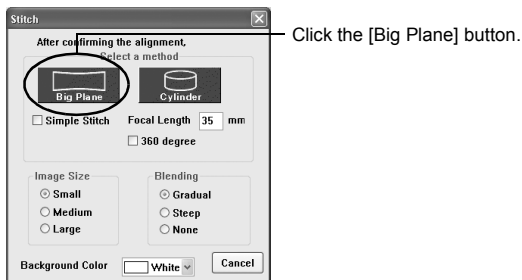 Stitch
Click the [Big Plane] button.
After confirming the alignment,
Select a method
Big Plane
Cylinder
Simple Stitch
Focal Length 35 mm
360 degree
Image Size
Blending
Small
Gradual
Medium
Steep
Large
None
Background Color White
Cancel